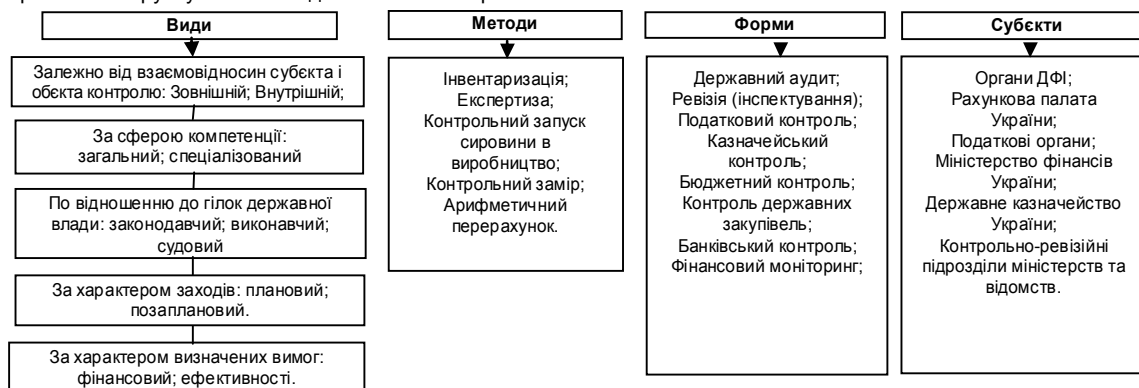 Види
Залежно від взаємовідносин субєкта і
обєкта контролю: Зовнішній; Внутрішній;
За сферою компетенції:
загальний; спеціалізований
По відношенню до гілок державної
влади: законодавчий; виконавчий;
судовий
За характером заходів: плановий;
позаплановий.
За характером визначених вимог:
фінансовий; ефективності.
Методи
Інвентаризація;
Експертиза;
Контрольний запуск
сировини в
виробництво;
Контрольний замір;
Арифметичний
перерахунок.
Форми
Державний аудит;
Ревізія (інспектування);
Податковий контроль;
Казначейський
контроль;
Бюджетний контроль;
Контроль державних
закупівель;
Банківський контроль;
Фінансовий моніторинг;
Субєкти
Органи ДФІ;
Рахункова палата
України;
Податкові органи;
Міністерство фінансів
України;
Державне казначейство
України;
Контрольно-ревізійні
підрозділи міністерств та
відомств.